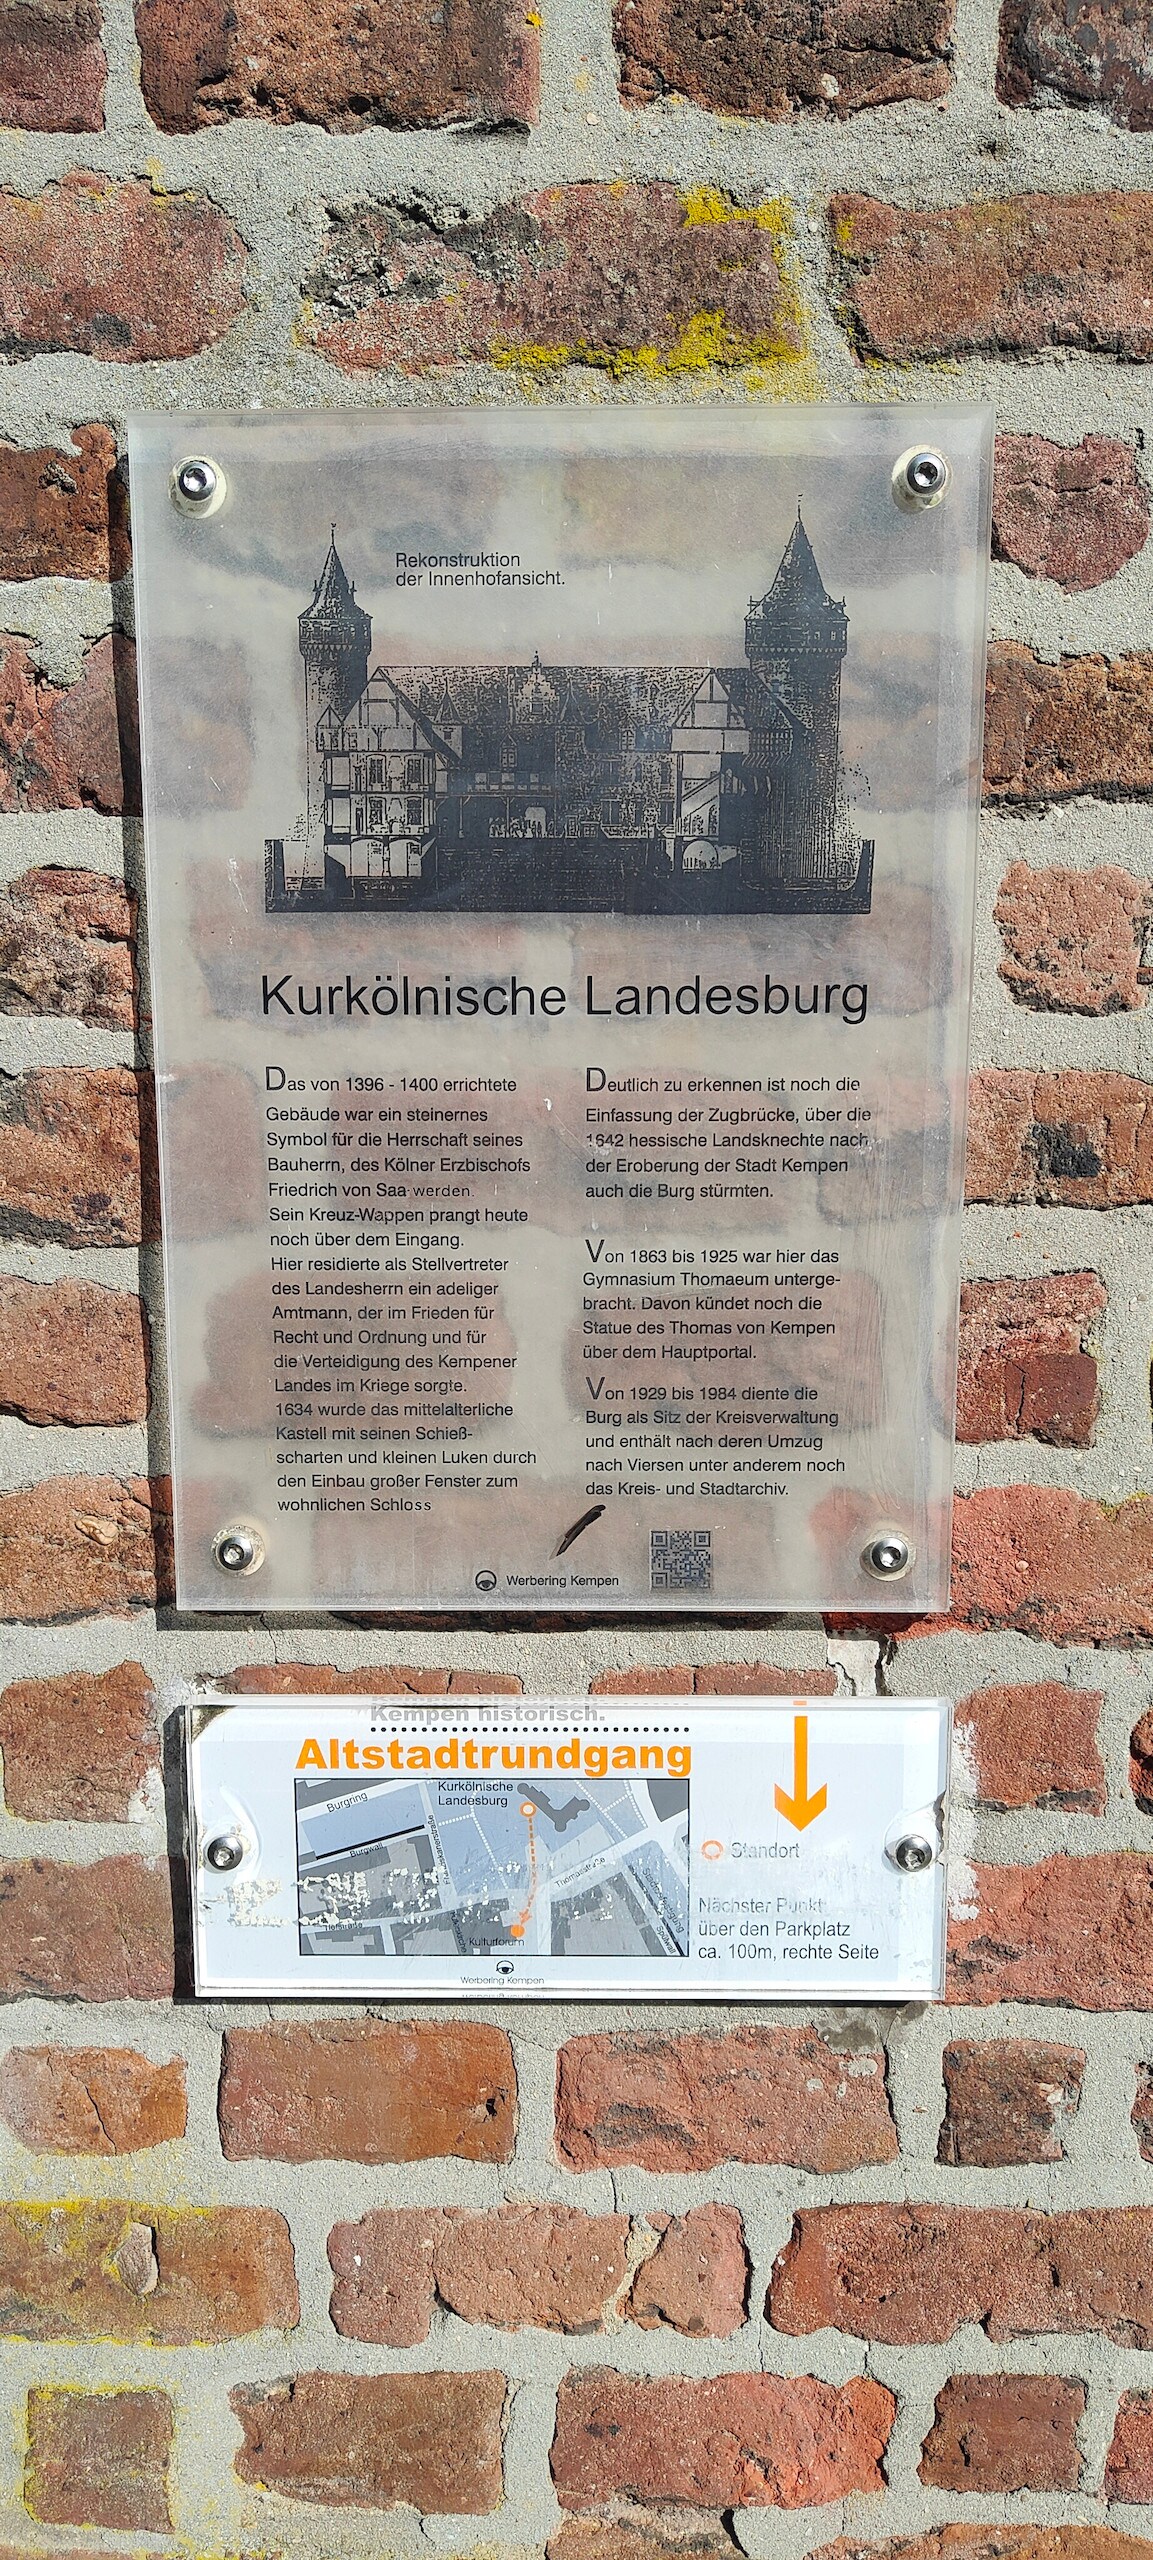 Rekonstruktion
der Innenhofansicht.
Kurkölnische Landesburg
Das von 1396 - 1400 errichtete
Gebäude war ein steinernes
Symbol für die Herrschaft seines
Bauherrn, des Kölner Erzbischofs
Friedrich von Saa werden.
Sein Kreuz-Wappen prangt heute
noch über dem Eingang.
Hier residierte als Stellvertreter
des Landesherrn ein adeliger
Amtmann, der im Frieden für
Recht und Ordnung und für
die Verteidigung des Kempener
Landes im Kriege sorgte.
1634 wurde das mittelalterliche
Kastell mit seinen Schieß-
scharten und kleinen Luken durch
den Einbau großer Fenster zum
wohnlichen Schloss
Deutlich zu erkennen ist noch die
Einfassung der Zugbrücke, über die
1642 hessische Landsknechte nach
der Eroberung der Stadt Kempen
auch die Burg stürmten.
Von 1863 bis 1925 war hier das
Gymnasium Thomaeum unterge-
bracht. Davon kündet noch die
Statue des Thomas von Kempen
über dem Hauptportal.
Von 1929 bis 1984 diente die
Burg als Sitz der Kreisverwaltung
und enthält nach deren Umzug
nach Viersen unter anderem noch
das Kreis- und Stadtarchiv.
Werbering Kempen
Kempen historisch.
Altstadtrundgang
Kurkölnische
Landesburg
Burgring
Burgwall
Thomasstraße
Tiefstraße
Kulturforum
Spülwall
Standort
Nächster Punkt
über den Parkplatz
ca. 100m, rechte Seite
Werbering Kempen